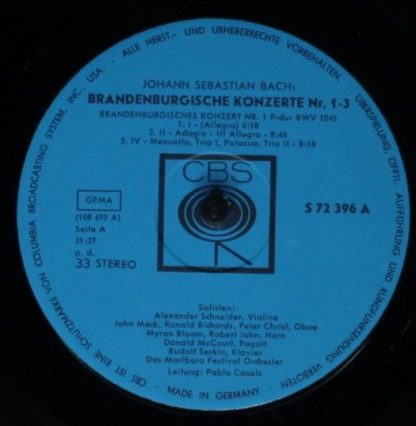 ALLE HERST.- UND URHEBERRECHTE VORBEHALTEN. ÜBERSPIELUNG, ÖFFTL. AUFFÜHRUNG UND RUNDFUNKSENDUNG VERBOTEN
MADE IN GERMANY
CBS IST EINE SCHUTZMARKE VON COLUMBIA BROADCASTING SYSTEM, INC. USA.
JOHANN SEBASTIAN BACH:
BRANDENBURGISCHE KONZERTE Nr. 1-3
BRANDENBURGISCHES KONZERT NR. 1 F-dur BWV 1046
1. I - (Allegro) 4:18
2. II - Adagio - III Allegro - 8:45
3. IV - Menuetto, Trio I, Polacca, Trio II - 8:18
CBS
GEMA
(108 475 A)
Seite A
21:27
p. d.
33 STEREO
S 72 396 A
Solisten:
Alexander Schneider, Violine
John Mack, Ronald Richards, Peter Christ, Oboe
Myron Bloom, Robert John, Horn
Donald McCourt, Fagott
Rudolf Serkin, Klavier
Das Marlboro Festival Orchester
Leitung: Pablo Casals